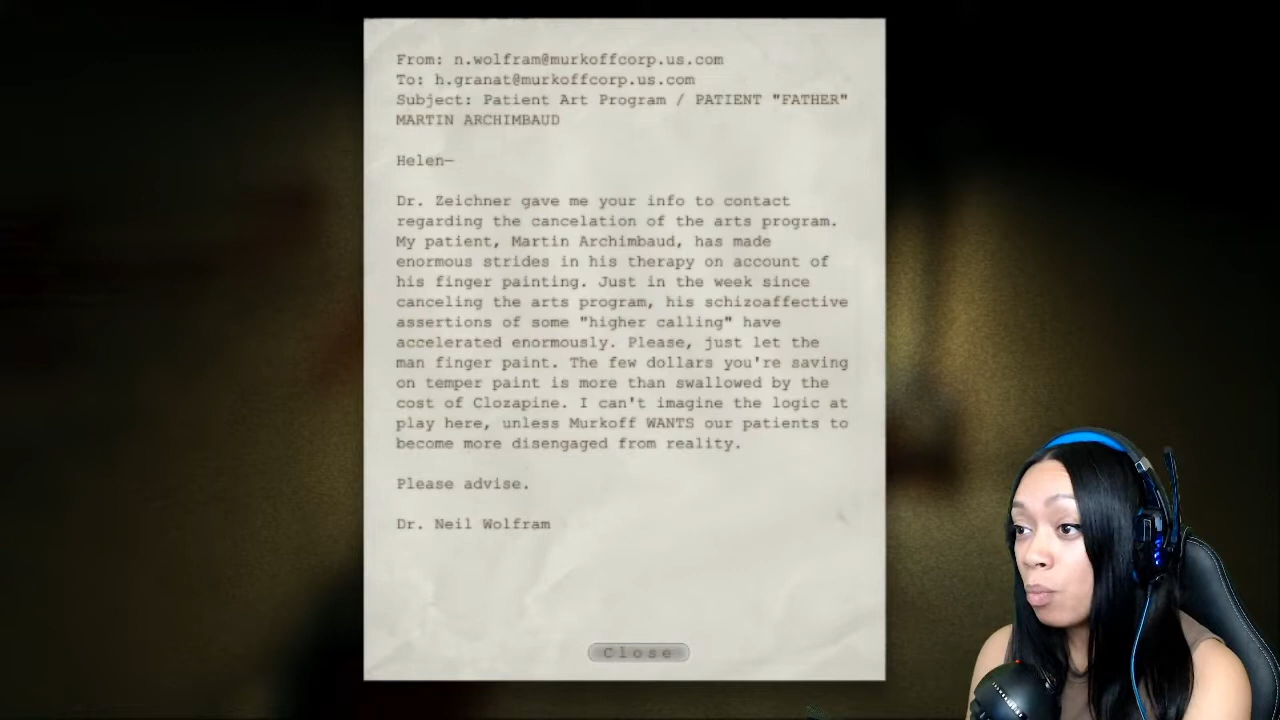 From: n.wolfram@murkoffcorp.us.com
To: h.granat@murkoffcorp.us.com
Subject: Patient Art Program / PATIENT "FATHER"
MARTIN ARCHIMBAUD
Helen—
Dr. Zeichner gave me your info to contact
regarding the cancelation of the arts program.
My patient, Martin Archimbaud, has made
enormous strides in his therapy on account of
his finger painting. Just in the week since
canceling the arts program, his schizoaffective
assertions of some "higher calling" have
accelerated enormously. Please, just let the
man finger paint. The few dollars you're saving
on temper paint is more than swallowed by the
cost of Clozapine. I can't imagine the logic at
play here, unless Murkoff WANTS our patients to
become more disengaged from reality.
Please advise.
Dr. Neil Wolfram
Close